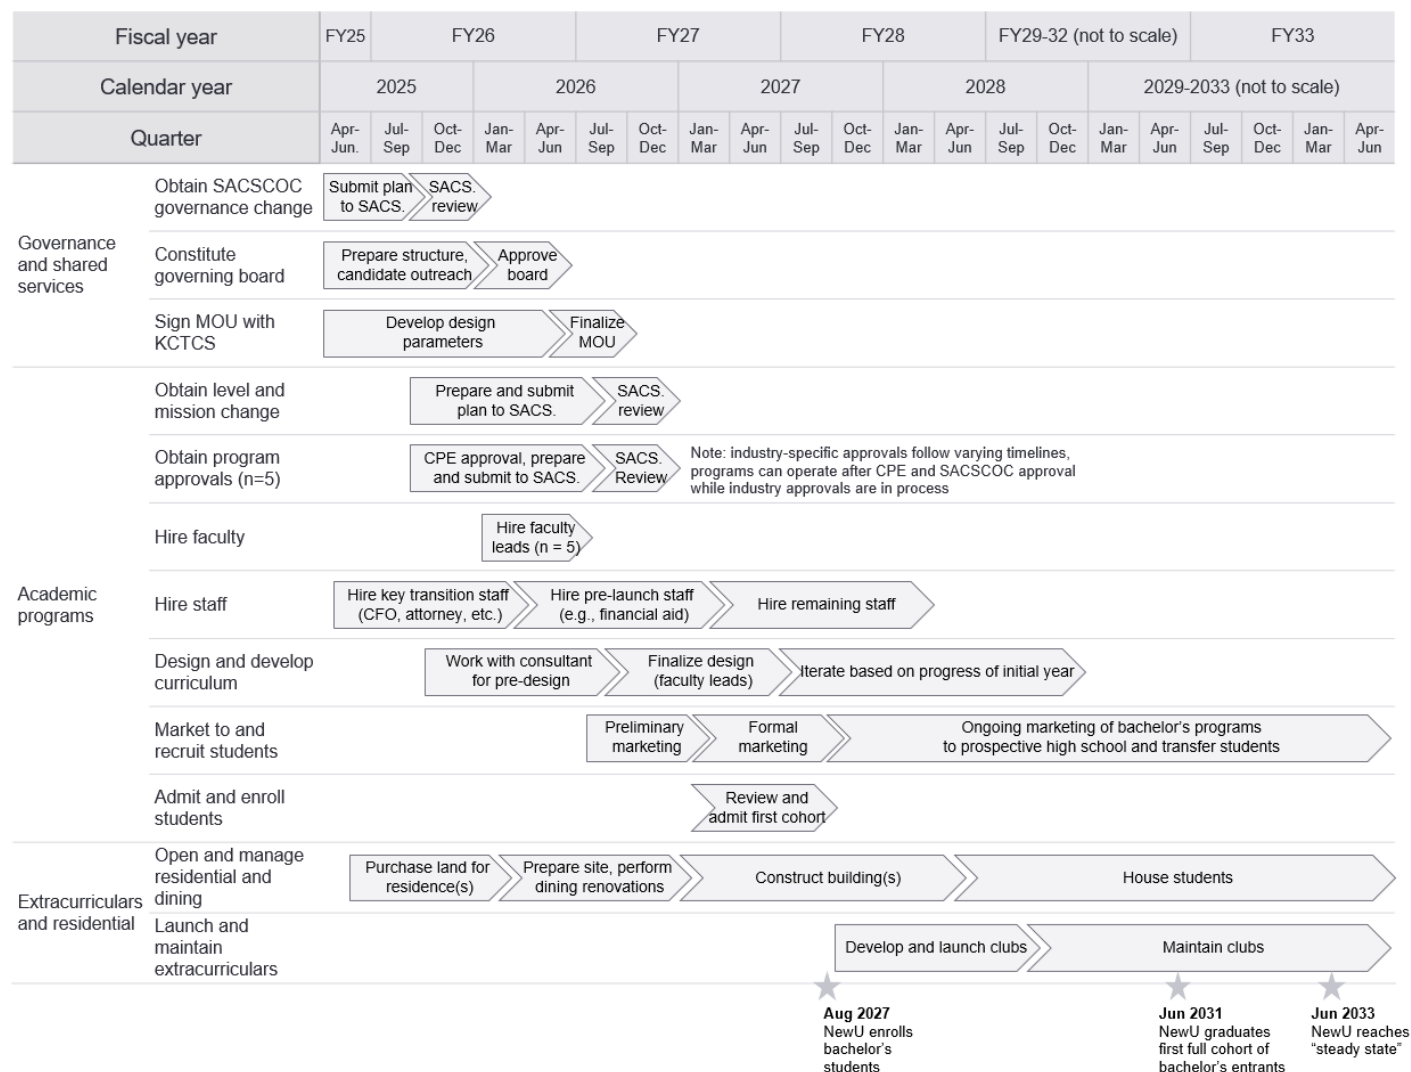 Fiscal year
FY25
FY26
FY27
FY28
FY29-32 (not to scale)
FY33
Calendar year
2025
2026
2027
2028
2029-2033 (not to scale)
Quarter
Apr-
Jun.
Jul-
Sep
Oct-
Dec
Jan-
Mar
Apr-
Jun
Jul-
Sep
Oct-
Dec
Jan-
Mar
Apr-
Jun
Jul-
Sep
Oct-
Dec
Jan-
Mar
Apr-
Jun
Jul-
Sep
Oct-
Dec
Jan-
Mar
Apr-
Jun
Jul-
Sep
Oct-
Dec
Jan-
Mar
Apr-
Jun
Governance
and shared
services
Obtain SACSCOC
governance change
Submit plan
to SACS.
SACS.
review
Constitute
governing board
Prepare structure,
candidate outreach
Approve
board
Sign MOU with
KCTCS
Develop design
parameters
Finalize
MOU
Academic
programs
Obtain level and
mission change
Prepare and submit
plan to SACS.
SACS.
review
Obtain program
approvals (n=5)
CPE approval, prepare
and submit to SACS.
SACS.
Review
Note: industry-specific approvals follow varying timelines,
programs can operate after CPE and SACSCOC approval
while industry approvals are in process
Hire faculty
Hire faculty
leads (n = 5)
Hire staff
Hire key transition staff
(CFO, attorney, etc.)
Hire pre-launch staff
(e.g., financial aid)
Hire remaining staff
Design and develop
curriculum
Work with consultant
for pre-design
Finalize design
(faculty leads)
Iterate based on progress of initial year
Market to and
recruit students
Preliminary
marketing
Formal
marketing
Ongoing marketing of bachelor's programs
to prospective high school and transfer students
Admit and enroll
students
Review and
admit first cohort
Extracurriculars
and residential
Open and manage
residential and
dining
Purchase land for
residence(s)
Prepare site, perform
dining renovations
Construct building(s)
House students
Launch and
maintain
extracurriculars
Develop and launch clubs
Maintain clubs
Aug 2027
NewU enrolls
bachelor's
students
Jun 2031
NewU graduates
first full cohort of
bachelor's entrants
Jun 2033
NewU reaches
"steady state"